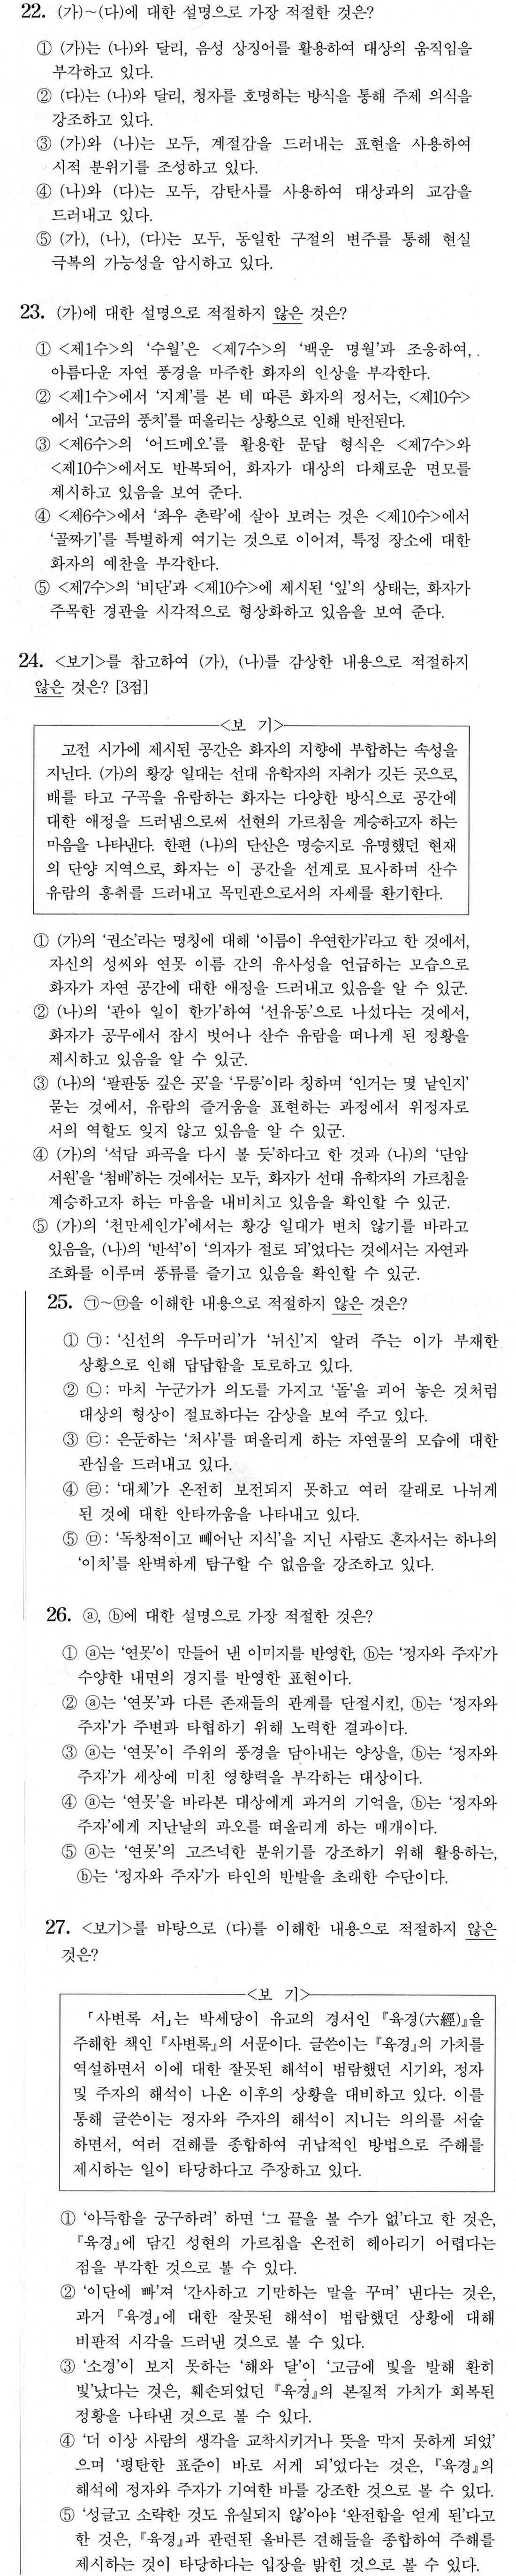 22. (가)~(다)에 대한 설명으로 가장 적절한 것은?
① (가)는 (나)와 달리, 음성 상징어를 활용하여 대상의 움직임을
부각하고 있다.
② (다)는 (나)와 달리, 청자를 호명하는 방식을 통해 주제 의식을
강조하고 있다.
③ (가)와 (나)는 모두, 계절감을 드러내는 표현을 사용하여
시적 분위기를 조성하고 있다.
④ (나)와 (다)는 모두, 감탄사를 사용하여 대상과의 교감을
드러내고 있다.
⑤ (가), (나), (다)는 모두, 동일한 구절의 변주를 통해 현실
극복의 가능성을 암시하고 있다.
23. (가)에 대한 설명으로 적절하지 않은 것은?
① <제1수>의 ‘수월’은 <제7수>의 ‘백운 명월’과 조응하여,
아름다운 자연 풍경을 마주한 화자의 인상을 부각한다.
② <제1수>에서 ‘지계’를 본 데 따른 화자의 정서는, <제10수>
에서 ‘고금의 풍치’를 떠올리는 상황으로 인해 반전된다.
③ <제6수>의 ‘어드메오’를 활용한 문답 형식은 <제7수>와
<제10수>에서도 반복되어, 화자가 대상의 다채로운 면모를
제시하고 있음을 보여 준다.
④ <제6수>에서 ‘좌우 촌락’에 살아 보려는 것은 <제10수>에서
‘골짜기’를 특별하게 여기는 것으로 이어져, 특정 장소에 대한
화자의 예찬을 부각한다.
⑤ <제7수>의 ‘비단’과 <제10수>에 제시된 ‘잎’의 상태는, 화자가
주목한 경관을 시각적으로 형상화하고 있음을 보여 준다.
24. <보기>를 참고하여 (가), (나)를 감상한 내용으로 적절하지
않은 것은? [3점]
<보 기>
고전 시가에 제시된 공간은 화자의 지향에 부합하는 속성을
지닌다. (가)의 황강 일대는 선대 유학자의 자취가 깃든 곳으로,
배를 타고 구곡을 유람하는 화자는 다양한 방식으로 공간에
대한 애정을 드러냄으로써 선현의 가르침을 계승하고자 하는
마음을 나타낸다. 한편 (나)의 단산은 명승지로 유명했던 현재
의 단양 지역으로, 화자는 이 공간을 선계로 묘사하며 산수
유람의 흥취를 드러내고 목민관으로서의 자세를 환기한다.
① (가)의 ‘권소’라는 명칭에 대해 ‘이름이 우연한가’라고 한 것에서,
자신의 성씨와 연못 이름 간의 유사성을 언급하는 모습으로
화자가 자연 공간에 대한 애정을 드러내고 있음을 알 수 있군.
② (나)의 ‘관아 일이 한가’하여 ‘선유동’으로 나섰다는 것에서,
화자가 공무에서 잠시 벗어나 산수 유람을 떠나게 된 정황을
제시하고 있음을 알 수 있군.
③ (나)의 ‘팔판동 깊은 곳’을 ‘무릉’이라 칭하며 ‘인거는 몇 낱인지’
묻는 것에서, 유람의 즐거움을 표현하는 과정에서 위정자로
서의 역할도 잊지 않고 있음을 알 수 있군.
④ (가)의 ‘석담 파곡을 다시 볼 듯’하다고 한 것과 (나)의 ‘단암
서원’을 ‘첨배’하는 것에서는 모두, 화자가 선대 유학자의 가르침을
계승하고자 하는 마음을 내비치고 있음을 확인할 수 있군.
⑤ (가)의 ‘천만세인가’에서는 황강 일대가 변치 않기를 바라고
있음을, (나)의 ‘반석’이 ‘의자가 절로 되’었다는 것에서는 자연과
조화를 이루며 풍류를 즐기고 있음을 확인할 수 있군.
25. ㉠~㉤을 이해한 내용으로 적절하지 않은 것은?
① ㉠: ‘신선의 우두머리’가 ‘뉘신’지 알려 주는 이가 부재한
상황으로 인해 답답함을 토로하고 있다.
② ㉡: 마치 누군가가 의도를 가지고 ‘돌’을 괴어 놓은 것처럼
대상의 형상이 절묘하다는 감상을 보여 주고 있다.
③ ㉢: 은둔하는 ‘처사’를 떠올리게 하는 자연물의 모습에 대한
관심을 드러내고 있다.
④ ㉣: ‘대체’가 온전히 보전되지 못하고 여러 갈래로 나뉘게
된 것에 대한 안타까움을 나타내고 있다.
⑤ ㉤: ‘독창적이고 빼어난 지식’을 지닌 사람도 혼자서는 하나의
‘이치’를 완벽하게 탐구할 수 없음을 강조하고 있다.
26. ⓐ, ⓑ에 대한 설명으로 가장 적절한 것은?
① ⓐ는 ‘연못’이 만들어 낸 이미지를 반영한, ⓑ는 ‘정자와 주자’가
수양한 내면의 경지를 반영한 표현이다.
② ⓐ는 ‘연못’과 다른 존재들의 관계를 단절시킨, ⓑ는 ‘정자와
주자’가 주변과 타협하기 위해 노력한 결과이다.
③ ⓐ는 ‘연못’이 주위의 풍경을 담아내는 양상을, ⓑ는 ‘정자와
주자’가 세상에 미친 영향력을 부각하는 대상이다.
④ ⓐ는 ‘연못’을 바라본 대상에게 과거의 기억을, ⓑ는 ‘정자와
주자’에게 지난날의 과오를 떠올리게 하는 매개이다.
⑤ ⓐ는 ‘연못’의 고즈넉한 분위기를 강조하기 위해 활용하는,
ⓑ는 ‘정자와 주자’가 타인의 반발을 초래한 수단이다.
27. <보기>를 바탕으로 (다)를 이해한 내용으로 적절하지 않은
것은?
<보 기>
「사변록 서」는 박세당이 유교의 경서인 『육경(六經)』을
주해한 책인 『사변록』의 서문이다. 글쓴이는 『육경』의 가치를
역설하면서 이에 대한 잘못된 해석이 범람했던 시기와, 정자
및 주자의 해석이 나온 이후의 상황을 대비하고 있다. 이를
통해 글쓴이는 정자와 주자의 해석이 지니는 의의를 서술
하면서, 여러 견해를 종합하여 귀납적인 방법으로 주해를
제시하는 일이 타당하다고 주장하고 있다.
① ‘아득함을 궁구하려’ 하면 ‘그 끝을 볼 수가 없’다고 한 것은,
『육경』에 담긴 성현의 가르침을 온전히 헤아리기 어렵다는
점을 부각한 것으로 볼 수 있다.
② ‘이단에 빠’져 ‘간사하고 기만하는 말을 꾸며’ 낸다는 것은,
과거 『육경』에 대한 잘못된 해석이 범람했던 상황에 대해
비판적 시각을 드러낸 것으로 볼 수 있다.
③ ‘소경’이 보지 못하는 ‘해와 달’이 ‘고금에 빛을 발해 환히
빛’났다는 것은, 훼손되었던 『육경』의 본질적 가치가 회복된
정황을 나타낸 것으로 볼 수 있다.
④ ‘더 이상 사람의 생각을 교착시키거나 뜻을 막지 못하게 되었’
으며 ‘평탄한 표준이 바로 서게 되’었다는 것은, 『육경』의
해석에 정자와 주자가 기여한 바를 강조한 것으로 볼 수 있다.
⑤ ‘성글고 소략한 것도 유실되지 않’아야 ‘완전함을 얻게 된’다고
한 것은, 『육경』과 관련된 올바른 견해들을 종합하여 주해를
제시하는 것이 타당하다는 입장을 밝힌 것으로 볼 수 있다.